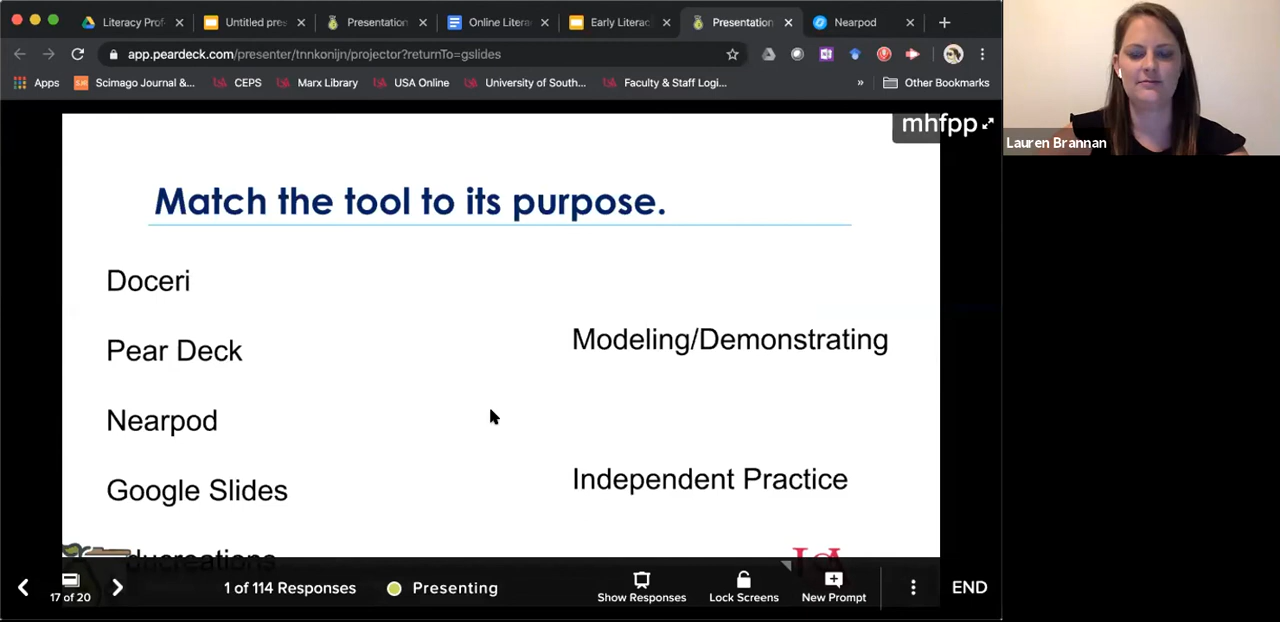 Literacy Prof
Untitled pres
Presentation
Online Litera
Early Literac
Presentation
Nearpod
app.peardeck.com/presenter/tnnkonijn/projector?returnTo=gslides
Apps
Scimago Journal &...
CEPS
Marx Library
USA Online
University of South...
Faculty & Staff Logi...
»
Other Bookmarks
Lauren Brannan
mhfpp
Match the tool to its purpose.
Doceri
Pear Deck
Modeling/Demonstrating
Nearpod
Google Slides
Independent Practice
ducreations
17 of 20
1 of 114 Responses
Presenting
Show Responses
Lock Screens
New Prompt
END